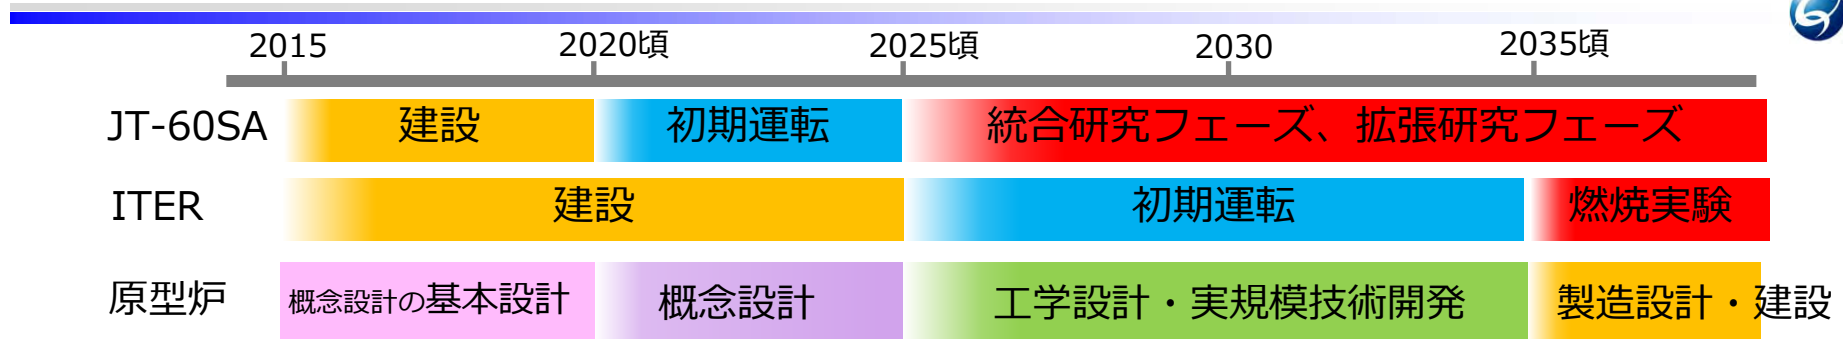 2015 2020頃 2025頃 2030 2035頃
JT-60SA 建設 初期運転 統合研究フェーズ、拡張研究フェーズ
ITER 建設 初期運転 燃焼実験
原型炉 概念設計の基本設計 概念設計 工学設計・実規模技術開発 製造設計・建設